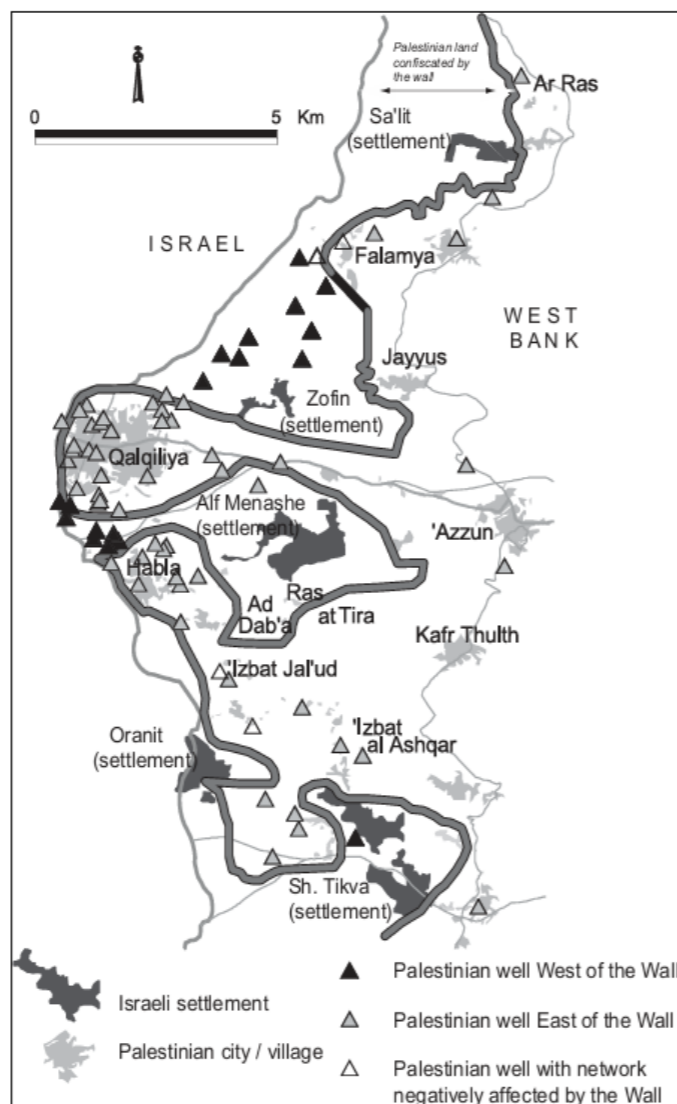 Palestinian land
confiscated by
the wall
Ar Ras
0 5 Km
Sa'lit
(settlement)
ISRAEL
Falamya
WEST
BANK
Jayyus
Zofin
(settlement)
Qalqiliya
Alf Menashe
(settlement)
'Azzun
Habla
Ras
at Tira
Ad
Dab'a
Kafr Thulth
'Izbat Jal'ud
Oranit
(settlement)
'Izbat
al Ashqar
Sh. Tikva
(settlement)
Israeli settlement
Palestinian city / village
Palestinian well West of the Wall
Palestinian well East of the Wall
Palestinian well with network
negatively affected by the Wall